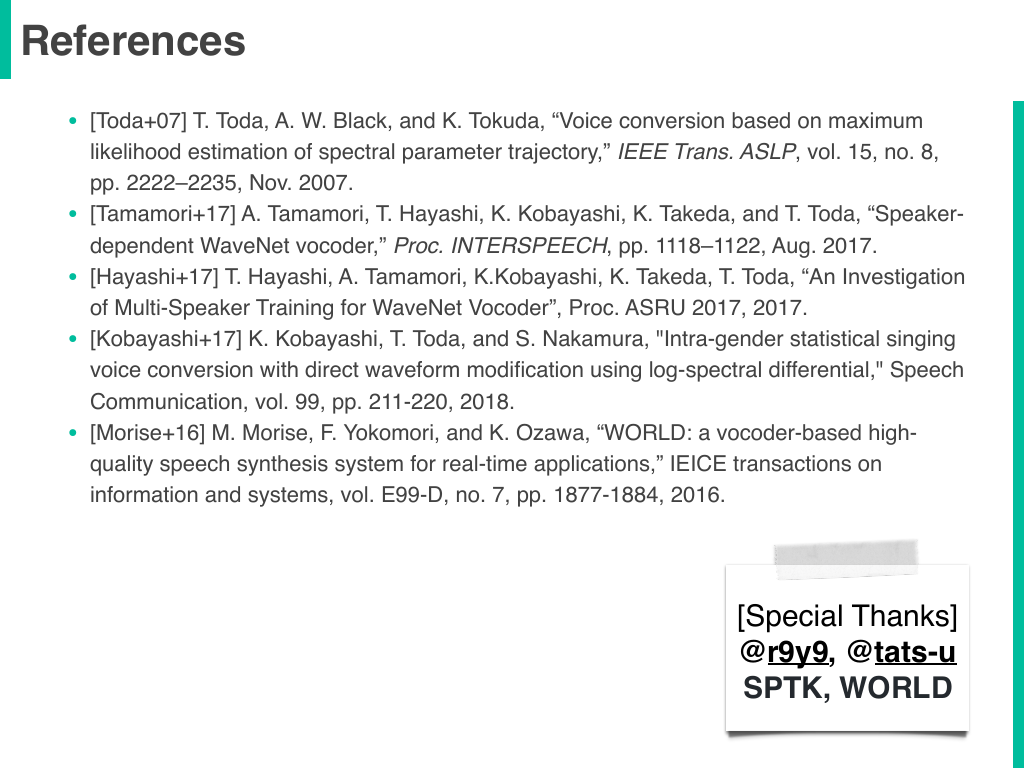 References
• [Toda+07] T. Toda, A. W. Black, and K. Tokuda, “Voice conversion based on maximum
likelihood estimation of spectral parameter trajectory,” IEEE Trans. ASLP, vol. 15, no. 8,
pp. 2222–2235, Nov. 2007.
• [Tamamori+17] A. Tamamori, T. Hayashi, K. Kobayashi, K. Takeda, and T. Toda, “Speaker-
dependent WaveNet vocoder,” Proc. INTERSPEECH, pp. 1118–1122, Aug. 2017.
• [Hayashi+17] T. Hayashi, A. Tamamori, K.Kobayashi, K. Takeda, T. Toda, “An Investigation
of Multi-Speaker Training for WaveNet Vocoder”, Proc. ASRU 2017, 2017.
• [Kobayashi+17] K. Kobayashi, T. Toda, and S. Nakamura, "Intra-gender statistical singing
voice conversion with direct waveform modification using log-spectral differential," Speech
Communication, vol. 99, pp. 211-220, 2018.
• [Morise+16] M. Morise, F. Yokomori, and K. Ozawa, “WORLD: a vocoder-based high-
quality speech synthesis system for real-time applications,” IEICE transactions on
information and systems, vol. E99-D, no. 7, pp. 1877-1884, 2016.
[Special Thanks]
@r9y9, @tats-u
SPTK, WORLD